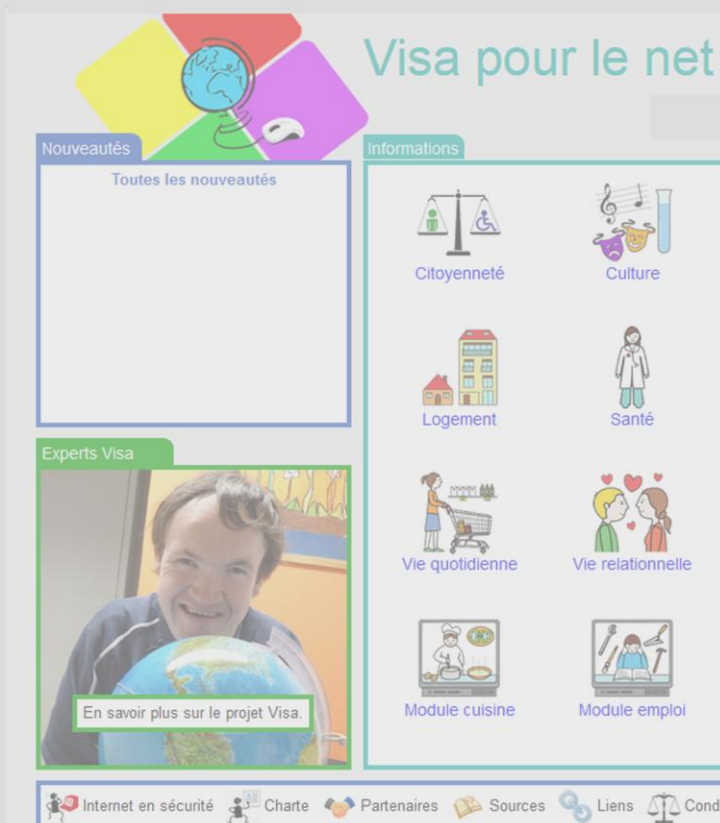 Visa pour le net
Nouveautés
Toutes les nouveautés
Informations
Citoyenneté
Culture
Logement
Santé
Vie quotidienne
Vie relationnelle
Module cuisine
Module emploi
Experts Visa
En savoir plus sur le projet Visa.
Internet en sécurité Charte Partenaires Sources Liens Cond